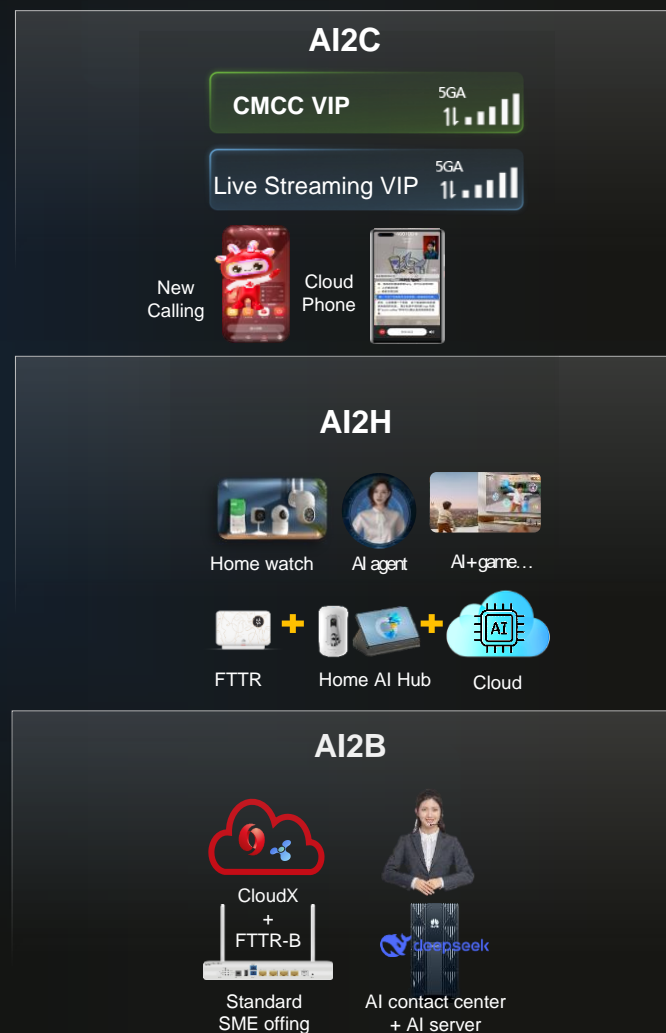 AI2C
CMCC VIP
5GA
Live Streaming VIP
5GA
New
Calling
Cloud
Phone
AI2H
Home watch
AI agent
AI+game…
AI
FTTR
Home AI Hub
Cloud
AI2B
CloudX
+
FTTR-B
deepseek
Standard
SME offing
AI contact center
+ AI server